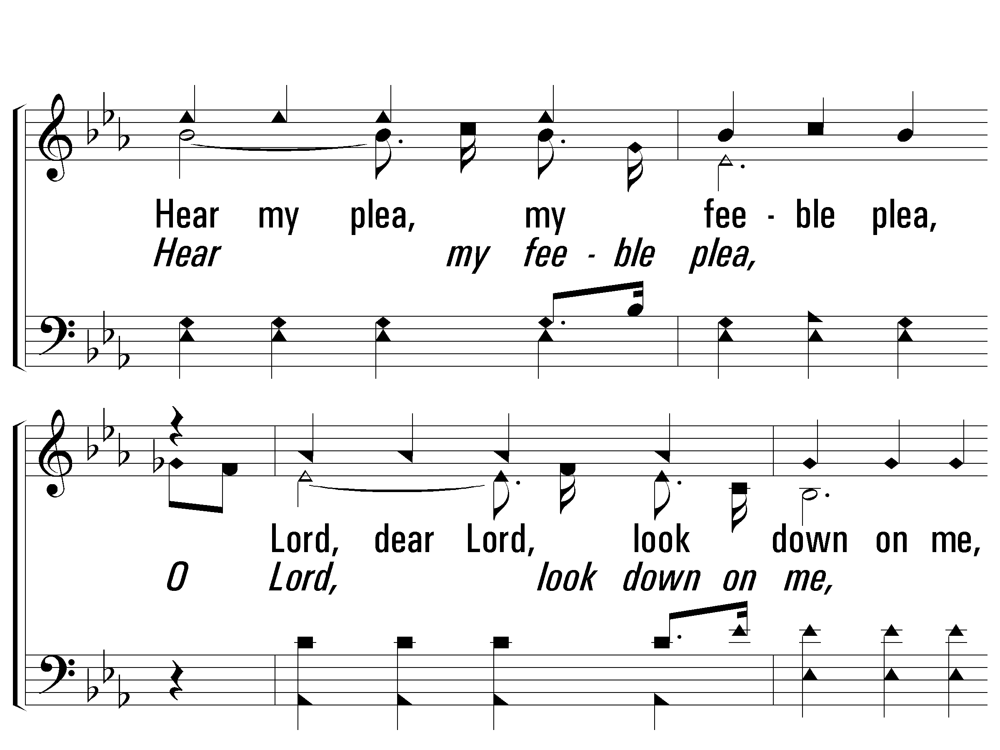 Hear my plea, my fee - ble plea,
Hear my fee - ble plea,
Lord, dear Lord, look down on me,
O Lord, look down on me,